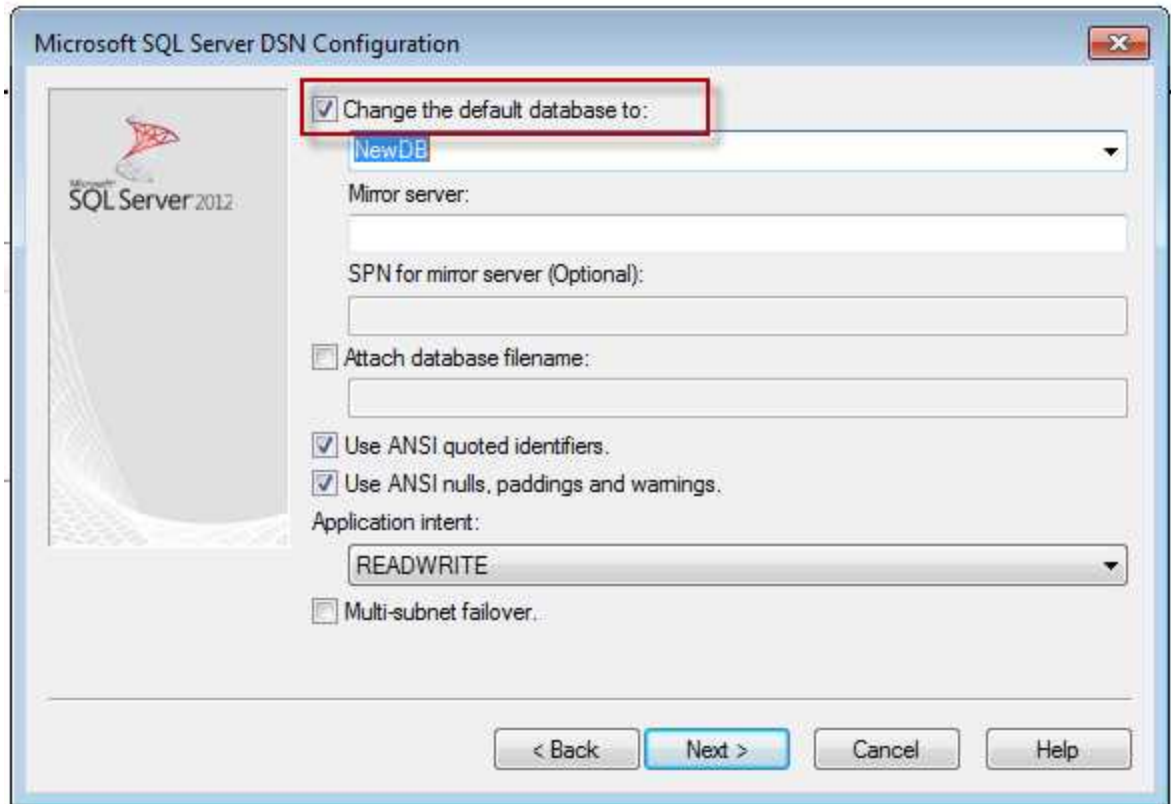 Microsoft SQL Server DSN Configuration
Change the default database to:
NewDB
Microsoft
SQL Server 2012
Mirror server:
SPN for mirror server (Optional):
Attach database filename:
Use ANSI quoted identifiers.
Use ANSI nulls, paddings and warnings.
Application intent:
READWRITE
Multi-subnet failover.
< Back
Next >
Cancel
Help